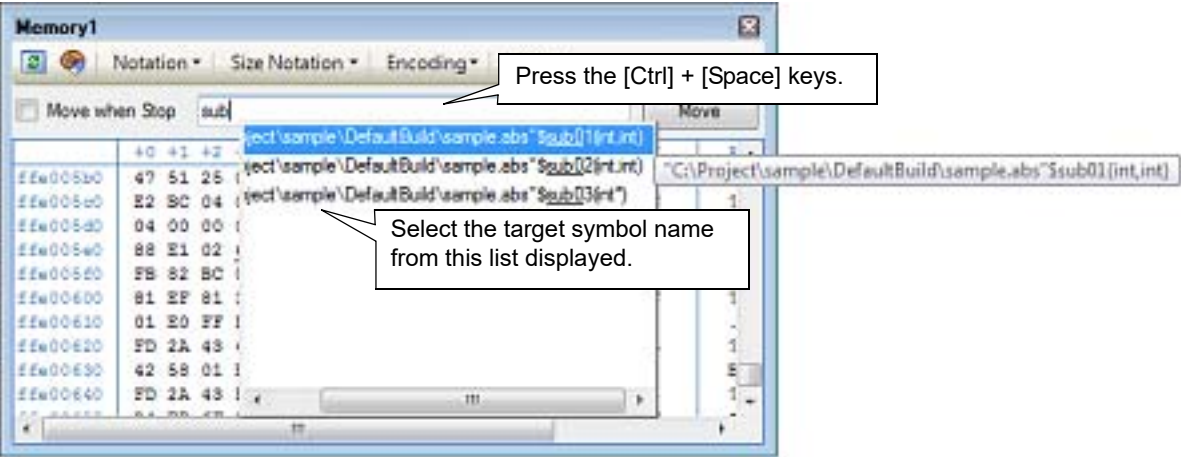 Memory1
Notation Size Notation Encoding
Press the [Ctrl] + [Space] keys.
Move when Stop sub Move
ject\sample\DefaultBuild\sample.abs"$sub01(int,int)
+0 +1 +2
ject\sample\DefaultBuild\sample.abs"$sub02(int,int)
"C:\Project\sample\DefaultBuild\sample.abs"$sub01(int,int)
ffe005b0 47 51 25
ject\sample\DefaultBuild\sample.abs"$sub03(int*)
ffe005c0 E2 BC 04
ffe005d0 04 00 00
Select the target symbol name
from this list displayed.
ffe005e0 88 E1 02
ffe005f0 FB 82 BC
ffe00600 81 EF 81
ffe00610 01 E0 FF
ffe00620 FD 2A 43
ffe00630 42 58 01
ffe00640 FD 2A 43